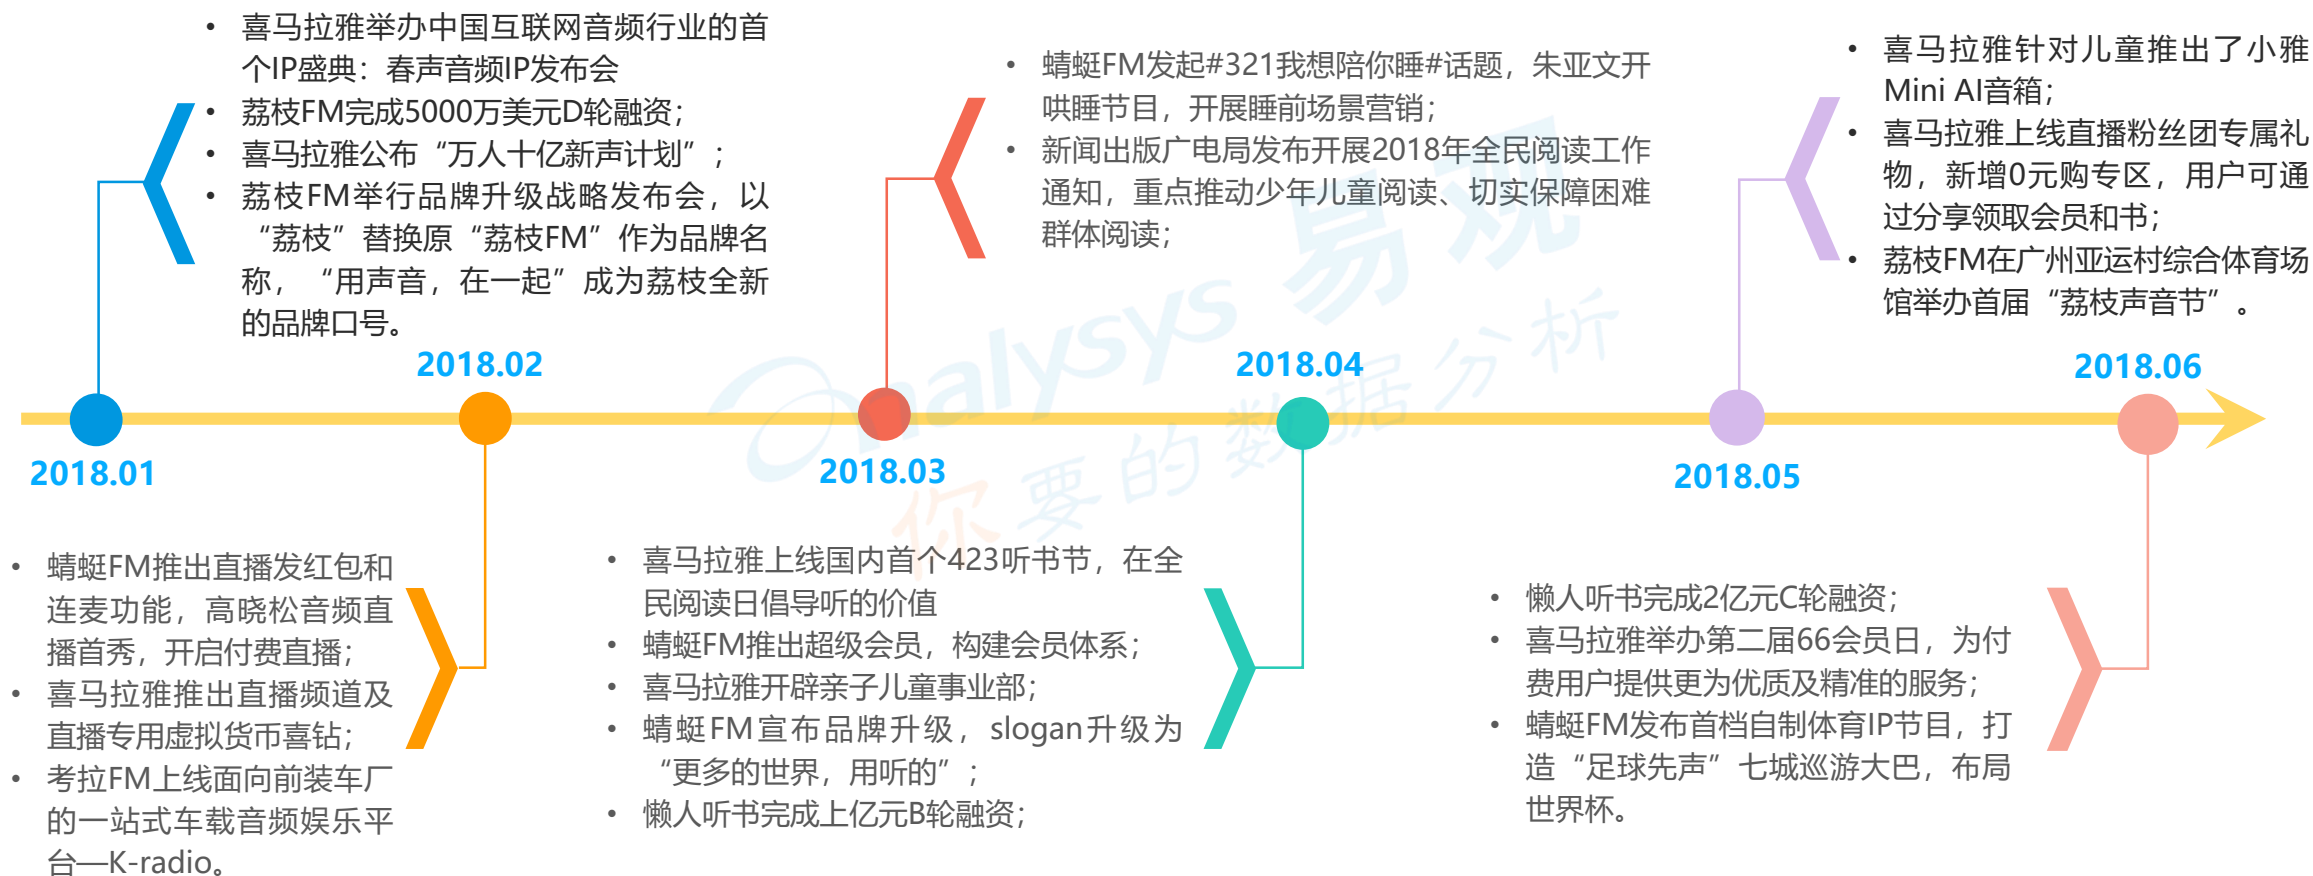 • 喜马拉雅举办中国互联网音频行业的首
个IP盛典：春声音频IP发布会
• 荔枝FM完成5000万美元D轮融资；
• 喜马拉雅公布“万人十亿新声计划”；
• 荔枝FM举行品牌升级战略发布会，以
“荔枝”替换原“荔枝FM”作为品牌名
称，“用声音，在一起”成为荔枝全新
的品牌口号。
• 蜻蜓FM发起#321我想陪你睡#话题，朱亚文开
哄睡节目，开展睡前场景营销；
• 新闻出版广电局发布开展2018年全民阅读工作
通知，重点推动少年儿童阅读、切实保障困难
群体阅读；
• 喜马拉雅针对儿童推出了小雅
Mini AI音箱；
• 喜马拉雅上线直播粉丝团专属礼
物，新增0元购专区，用户可通
过分享领取会员和书；
• 荔枝FM在广州亚运村综合体育场
馆举办首届“荔枝声音节”。
2018.02
2018.04
2018.06
2018.01
2018.03
2018.05
nalysys 易观
你要的数据分析
• 蜻蜓FM推出直播发红包和
连麦功能，高晓松音频直
播首秀，开启付费直播；
• 喜马拉雅推出直播频道及
直播专用虚拟货币喜钻；
• 考拉FM上线面向前装车厂
的一站式车载音频娱乐平
台—K-radio。
• 喜马拉雅上线国内首个423听书节，在全
民阅读日倡导听的价值
• 蜻蜓FM推出超级会员，构建会员体系；
• 喜马拉雅开辟亲子儿童事业部；
• 蜻蜓FM宣布品牌升级，slogan升级为
“更多的世界，用听的”；
• 懒人听书完成上亿元B轮融资；
• 懒人听书完成2亿元C轮融资；
• 喜马拉雅举办第二届66会员日，为付
费用户提供更为优质及精准的服务；
• 蜻蜓FM发布首档自制体育IP节目，打
造“足球先声”七城巡游大巴，布局
世界杯。